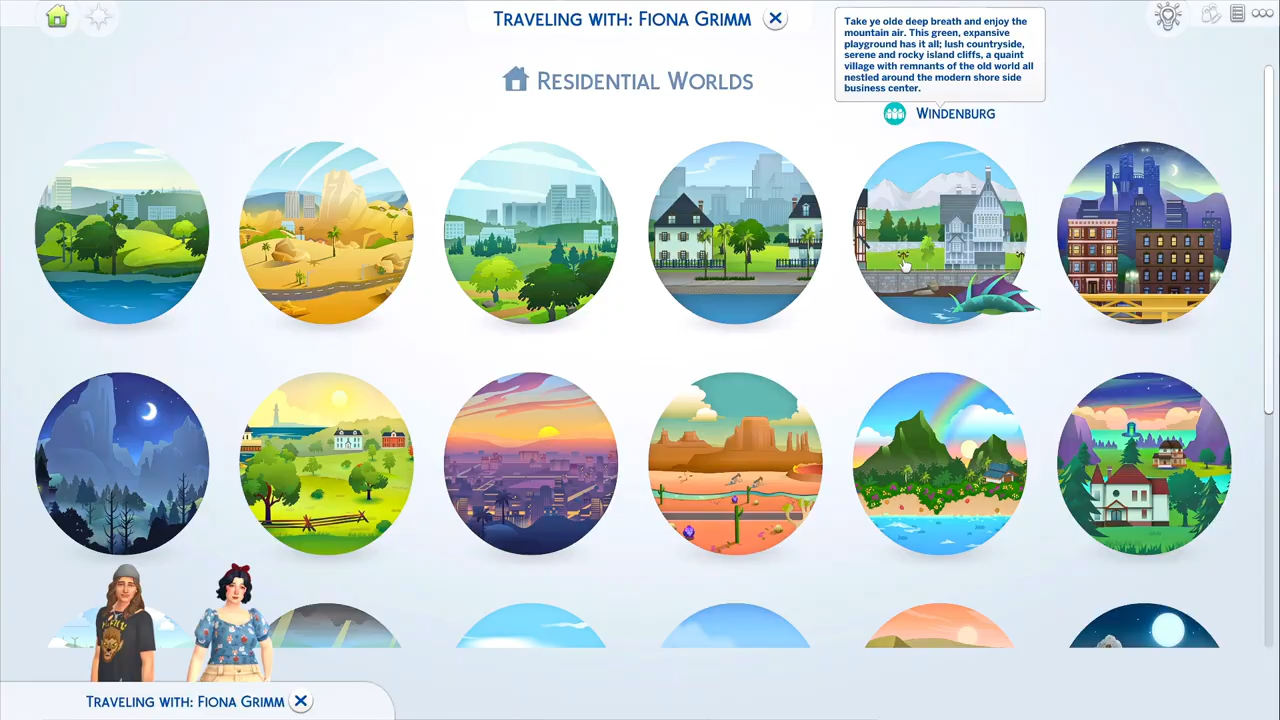 Traveling with: Fiona Grimm
Take ye olde deep breath and enjoy the
mountain air. This green, expansive
playground has it all; lush countryside,
serene and rocky island cliffs, a quaint
village with remnants of the old world all
nestled around the modern shore side
business center.
Residential Worlds
Windenburg
Traveling with: Fiona Grimm